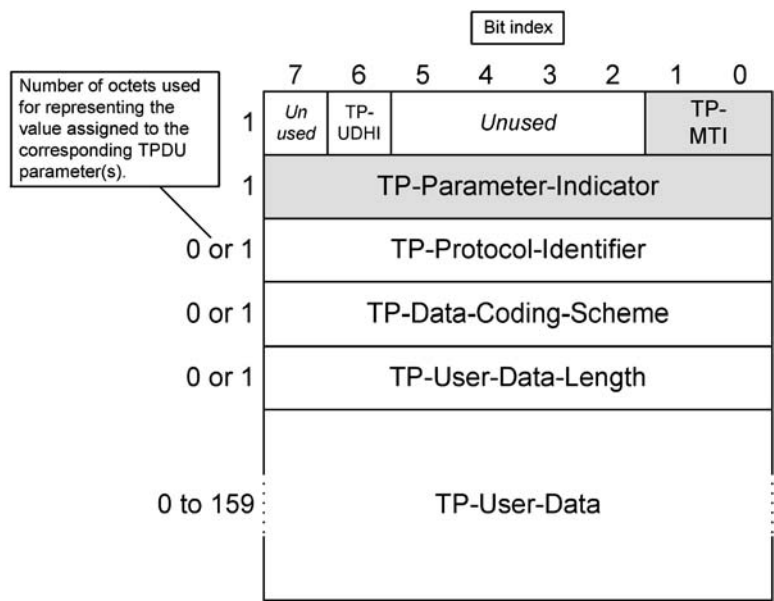 Bit index
7 6 5 4 3 2 1 0
Number of octets used
for representing the
value assigned to the
corresponding TPDU
parameter(s).
1
Un
used
TP-
UDHI
Unused
TP-
MTI
1 TP-Parameter-Indicator
0 or 1 TP-Protocol-Identifier
0 or 1 TP-Data-Coding-Scheme
0 or 1 TP-User-Data-Length
0 to 159 TP-User-Data